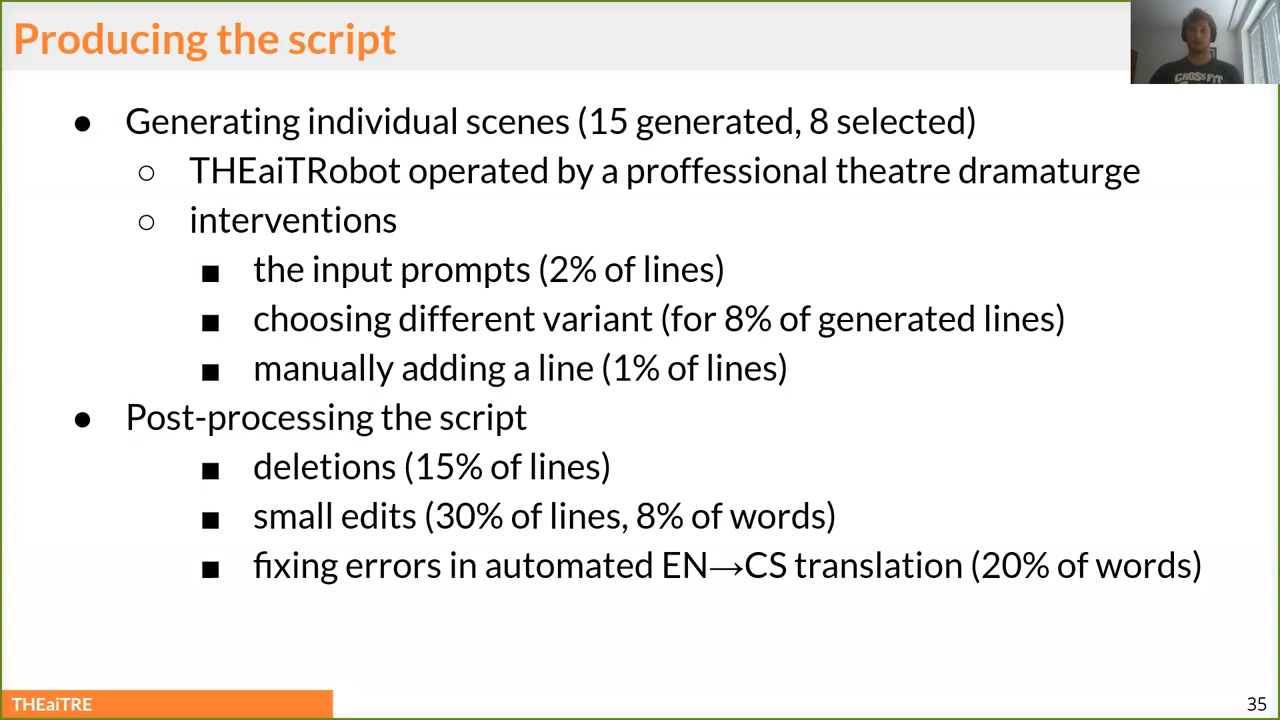 Producing the script
● Generating individual scenes (15 generated, 8 selected)
○ THEaiTRobot operated by a proffessional theatre dramaturge
○ interventions
■ the input prompts (2% of lines)
■ choosing different variant (for 8% of generated lines)
■ manually adding a line (1% of lines)
● Post-processing the script
■ deletions (15% of lines)
■ small edits (30% of lines, 8% of words)
■ fixing errors in automated EN→CS translation (20% of words)
THEaiTRE
35
CROSSFIT